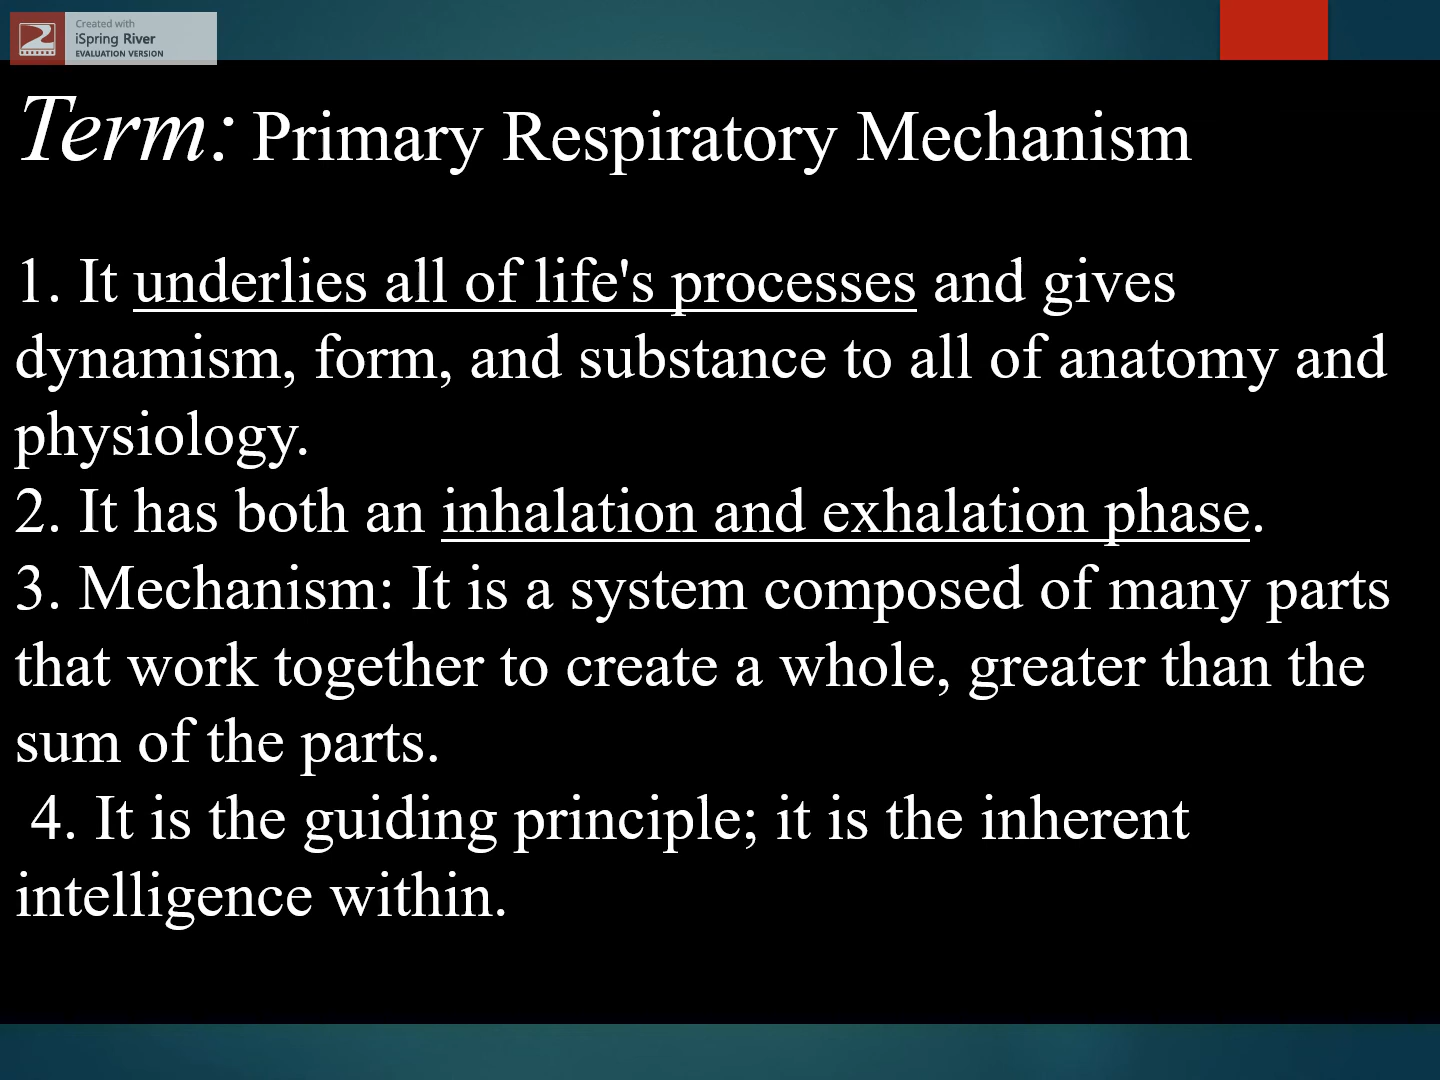 Created with
iSpring River
EVALUATION VERSION
Term: Primary Respiratory Mechanism
1. It underlies all of life's processes and gives
dynamism, form, and substance to all of anatomy and
physiology.
2. It has both an inhalation and exhalation phase.
3. Mechanism: It is a system composed of many parts
that work together to create a whole, greater than the
sum of the parts.
4. It is the guiding principle; it is the inherent
intelligence within.